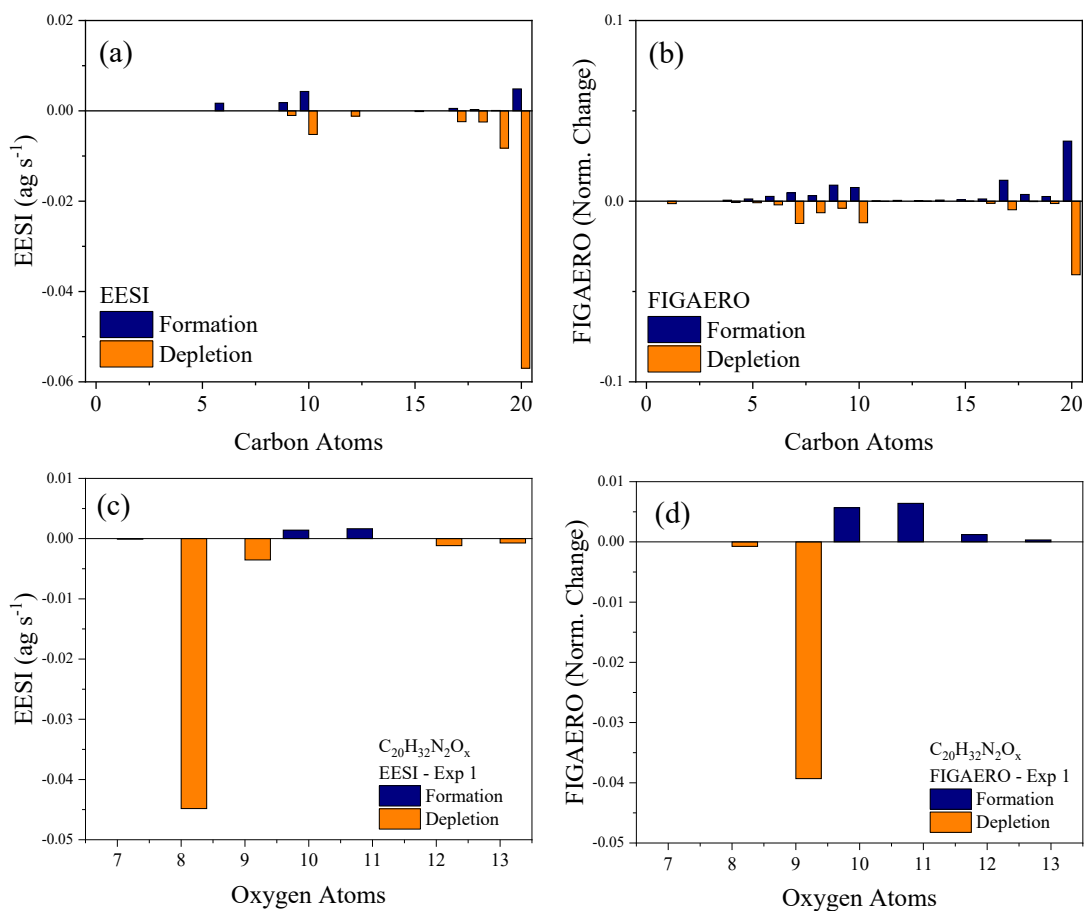 (a)
0.02
0.00
-0.02
-0.04
-0.06
EESI (ag s⁻¹)
EESI
Formation
Depletion
0 5 10 15 20
Carbon Atoms
(b)
0.1
0.0
-0.1
FIGAERO (Norm. Change)
FIGAERO
Formation
Depletion
0 5 10 15 20
Carbon Atoms
(c)
0.01
0.00
-0.01
-0.02
-0.03
-0.04
-0.05
EESI (ag s⁻¹)
C₂₀H₃₂N₂Oₓ
EESI - Exp 1
Formation
Depletion
7 8 9 10 11 12 13
Oxygen Atoms
(d)
0.01
0.00
-0.01
-0.02
-0.03
-0.04
-0.05
FIGAERO (Norm. Change)
C₂₀H₃₂N₂Oₓ
FIGAERO - Exp 1
Formation
Depletion
7 8 9 10 11 12 13
Oxygen Atoms